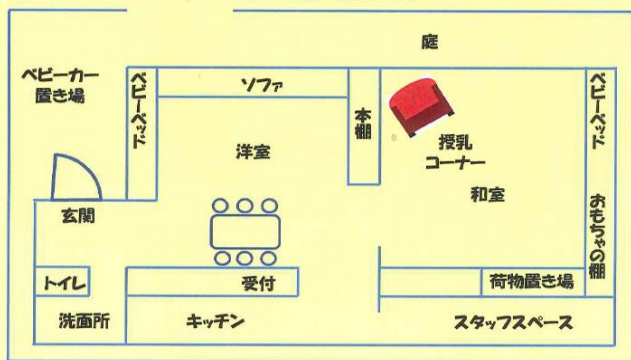 庭
ベビーカー
置き場
ベビーベッド
ソファ
本棚
授乳
コーナー
ベビーベッド
洋室
和室
おもちゃの棚
玄関
トイレ
受付
荷物置き場
洗面所
キッチン
スタッフスペース